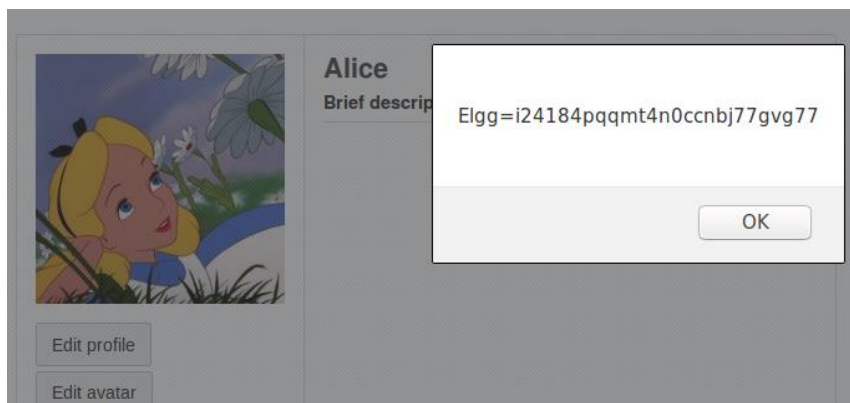 Alice
Brief descrip
Elgg=i24184pqqmt4n0ccnbj77gvg77
OK
Edit profile
Edit avatar